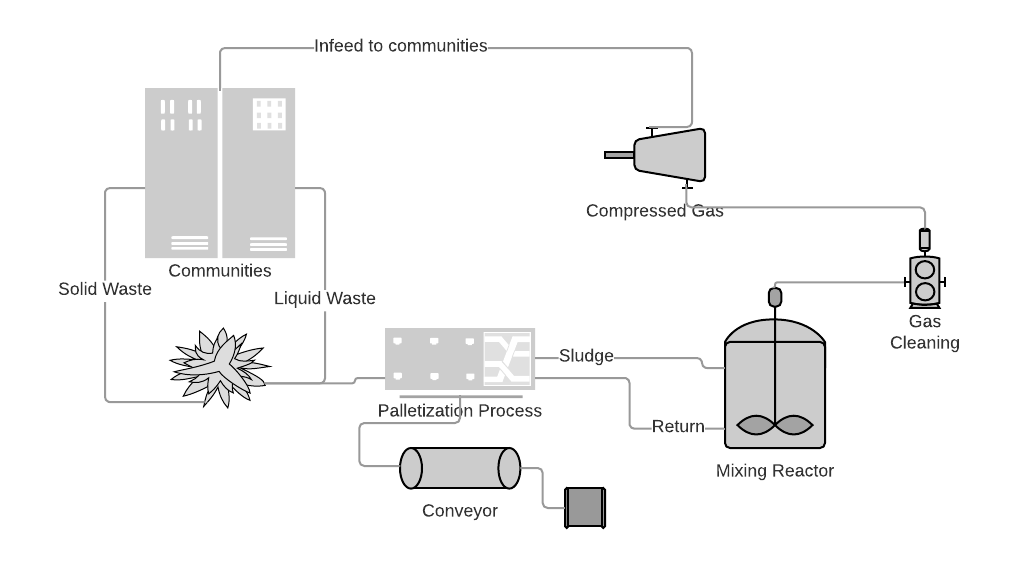 Infeed to communities
Compressed Gas
Communities
Solid Waste
Liquid Waste
Gas
Cleaning
Sludge
Palletization Process
Return
Mixing Reactor
Conveyor